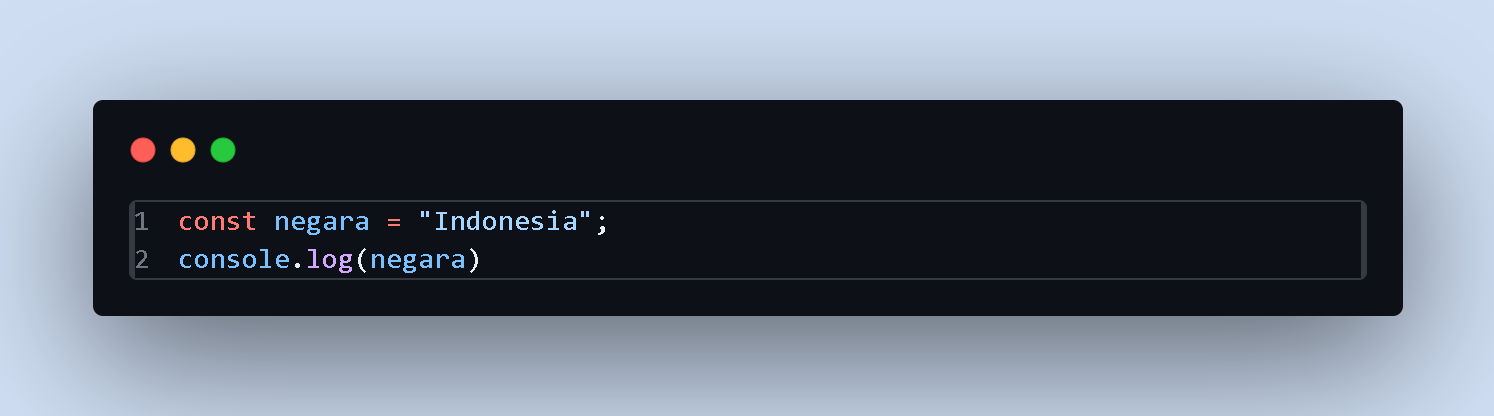 1 const negara = "Indonesia";
2 console.log(negara)